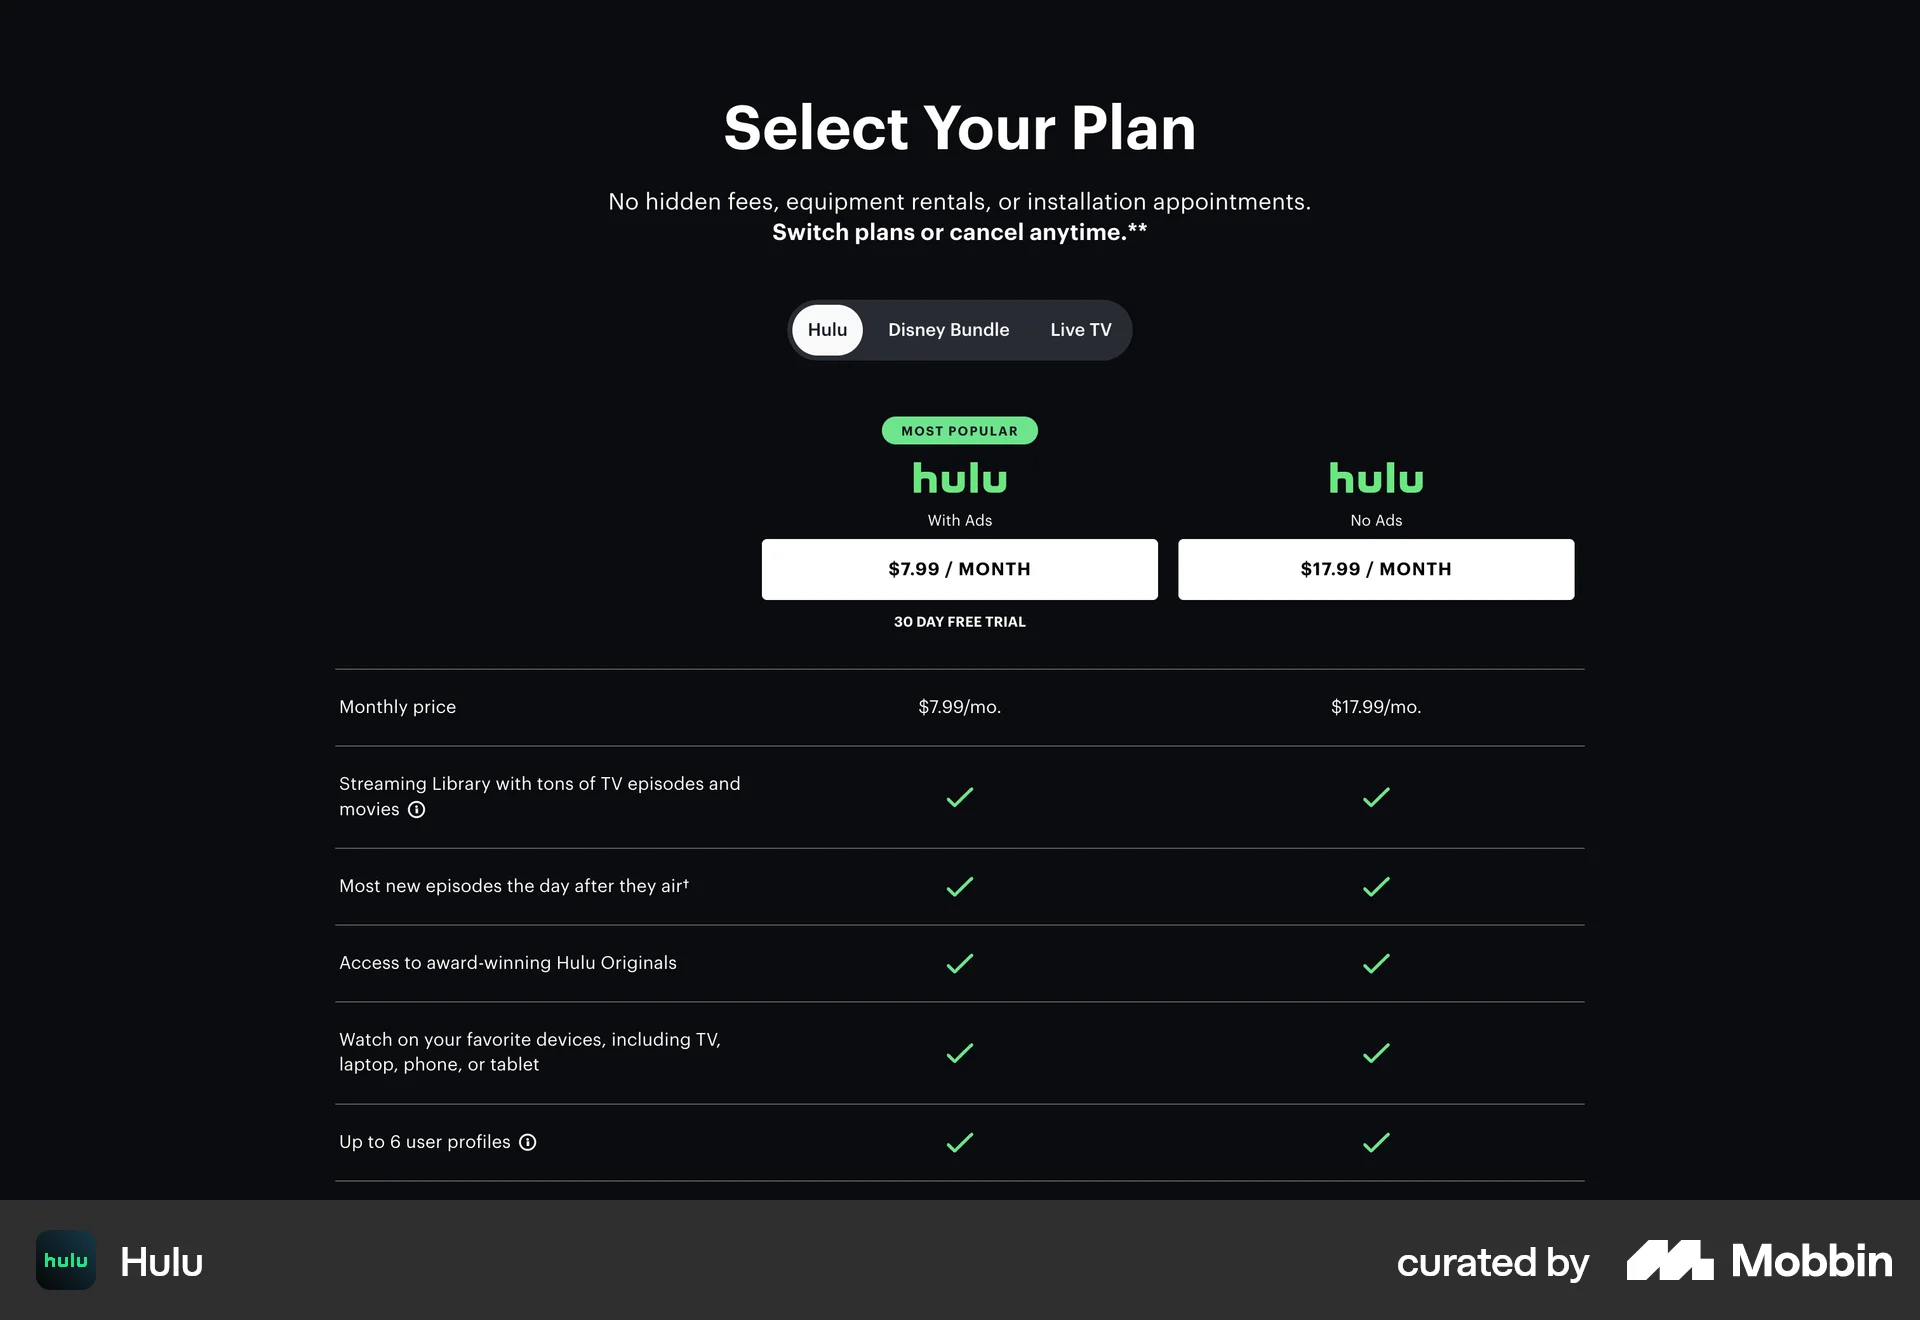 Select Your Plan
No hidden fees, equipment rentals, or installation appointments.
Switch plans or cancel anytime.**
Hulu
Disney Bundle
Live TV
MOST POPULAR
hulu
hulu
With Ads
No Ads
$7.99 / MONTH
$17.99 / MONTH
30 DAY FREE TRIAL
Monthly price
$7.99/mo.
$17.99/mo.
Streaming Library with tons of TV episodes and
movies
Most new episodes the day after they air†
Access to award-winning Hulu Originals
Watch on your favorite devices, including TV,
laptop, phone, or tablet
Up to 6 user profiles
hulu
Hulu
curated by
Mobbin